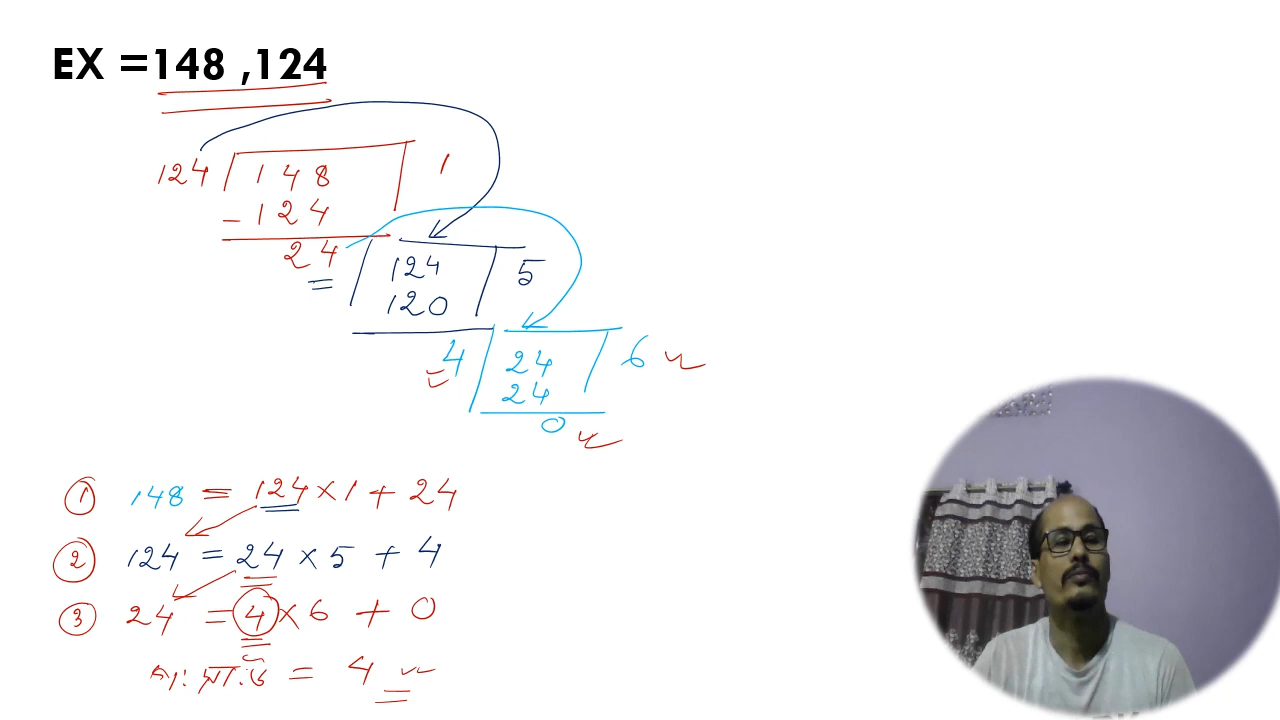 EX =148 ,124
124 148 1
- 124
24
124 5
= 120
4 24 6
24
0
① 148 = 124 × 1 + 24
② 124 = 24 × 5 + 4
③ 24 = 4 × 6 + 0
= 4